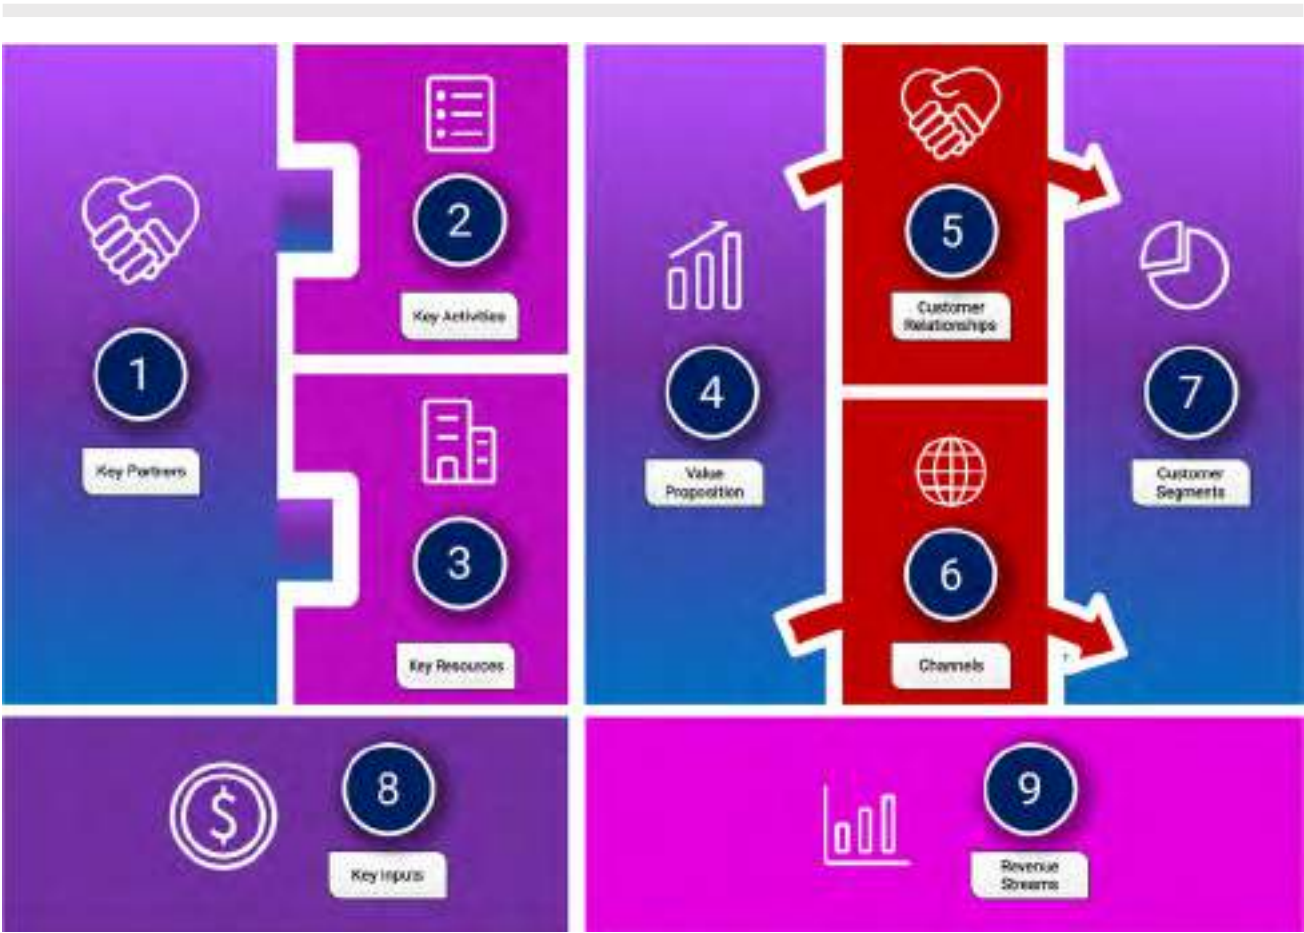 1
Key Partners
2
Key Activities
3
Key Resources
4
Value
Proposition
5
Customer
Relationships
6
Channels
7
Customer
Segments
$
8
Key Inputs
9
Revenue
Streams